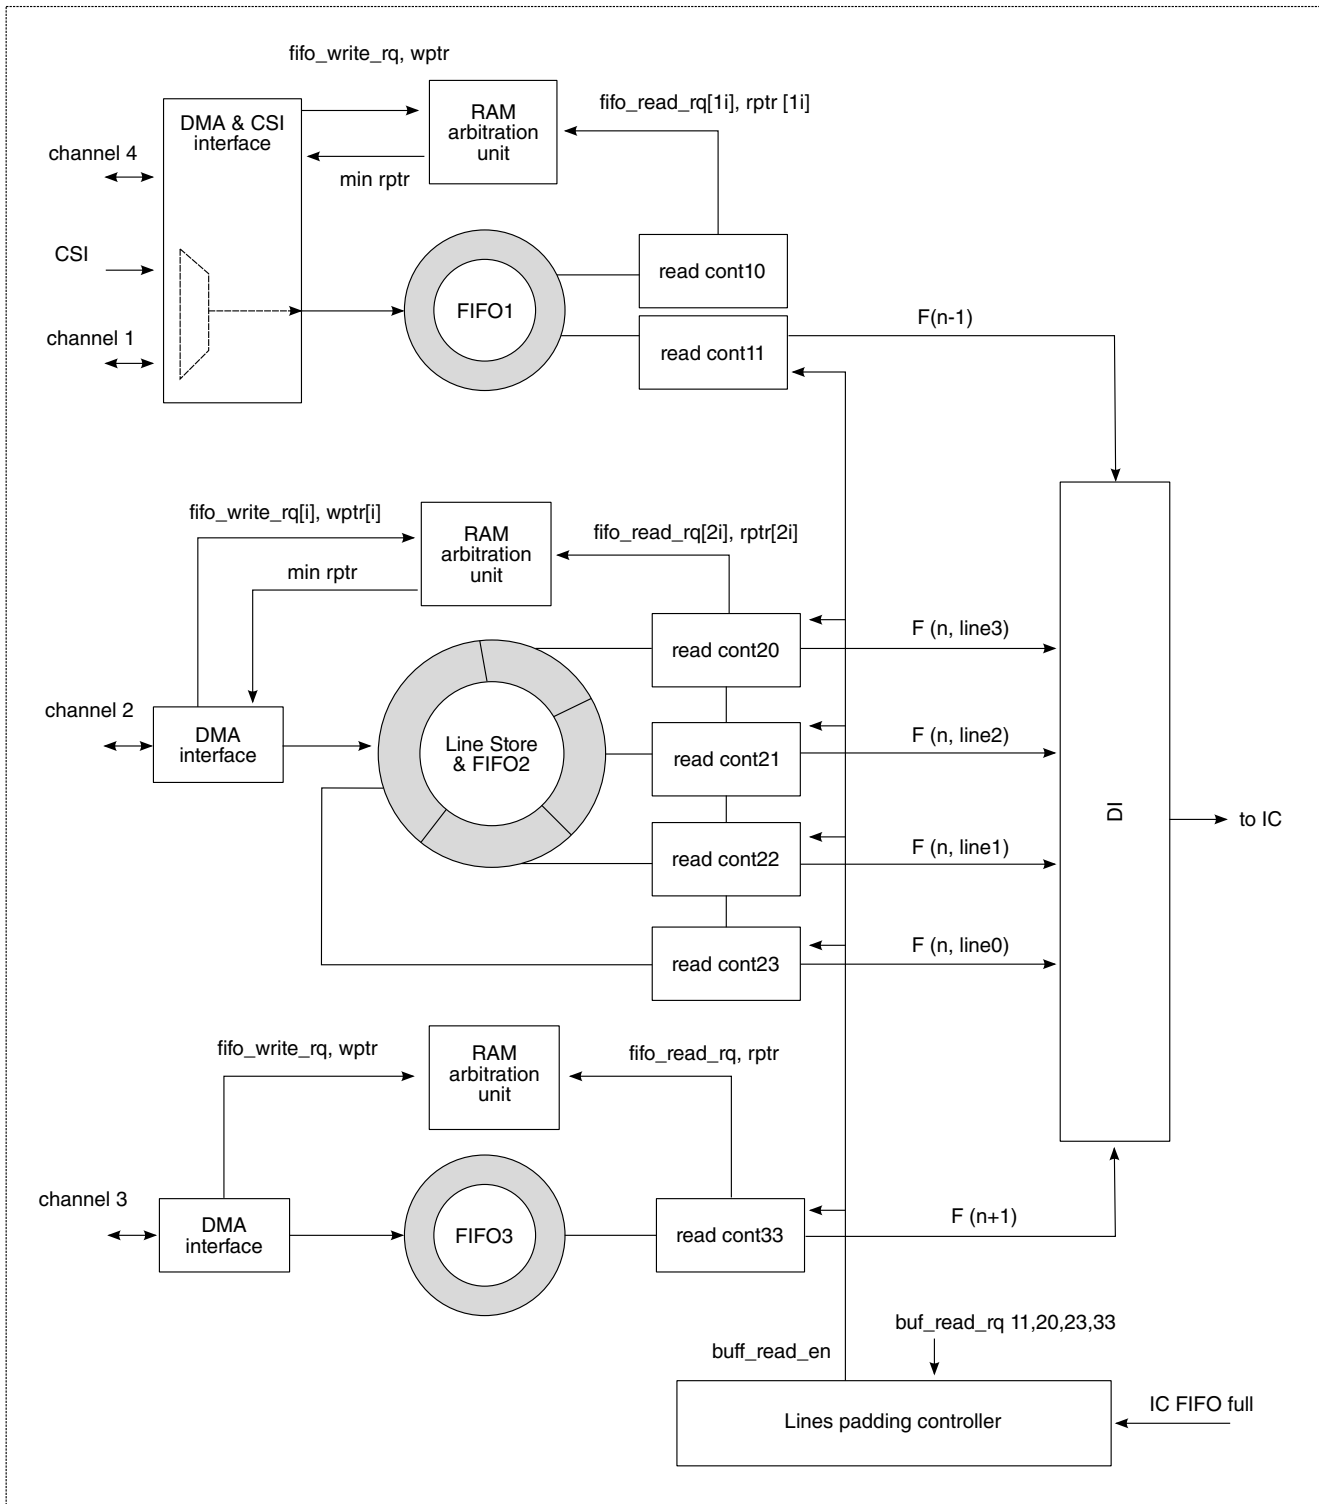 fifo_write_rq, wptr
DMA & CSI
interface
RAM
arbitration
unit
fifo_read_rq[1i], rptr [1i]
channel 4
min rptr
CSI
channel 1
FIFO1
read cont10
read cont11
F(n-1)
fifo_write_rq[i], wptr[i]
RAM
arbitration
unit
fifo_read_rq[2i], rptr[2i]
min rptr
channel 2
DMA
interface
Line Store
& FIFO2
read cont20
F (n, line3)
read cont21
F (n, line2)
read cont22
F (n, line1)
read cont23
F (n, line0)
DI
to IC
fifo_write_rq, wptr
RAM
arbitration
unit
fifo_read_rq, rptr
channel 3
DMA
interface
FIFO3
read cont33
F (n+1)
buff_read_en
buf_read_rq 11,20,23,33
Lines padding controller
IC FIFO full